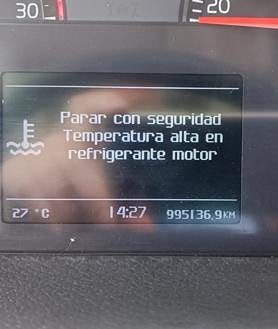 30
20
Parar con seguridad
Temperatura alta en
refrigerante motor
27 °C 14:27 995136,9KM